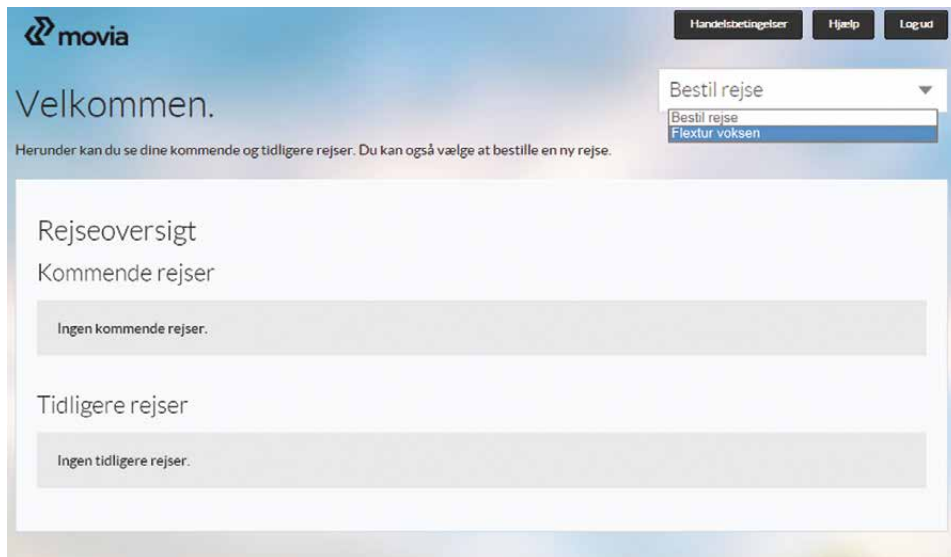 movia
Handelsbetingelser Hjælp Log ud
Velkommen.
Bestil rejse
Bestil rejse
Flextur voksen
Herunder kan du se dine kommende og tidligere rejser. Du kan også vælge at bestille en ny rejse.
Rejseoversigt
Kommende rejser
Ingen kommende rejser.
Tidligere rejser
Ingen tidligere rejser.